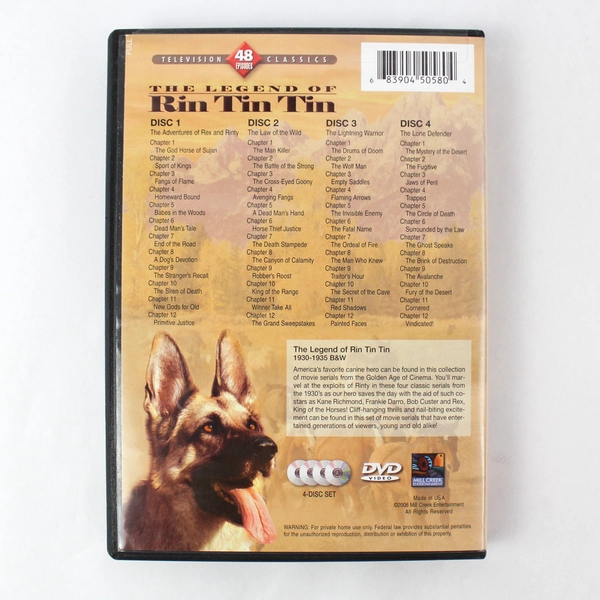 PULL
TELEVISION 48 EPISODES CLASSICS
6 83904 50580 4
THE LEGEND OF
Rin Tin Tin
DISC 1
The Adventures of Rex and Rinty
Chapter 1
The God Horse of Sujan
Chapter 2
Sport of Kings
Chapter 3
Fangs of Flame
Chapter 4
Homeward Bound
Chapter 5
Babes in the Woods
Chapter 6
Dead Man's Tale
Chapter 7
End of the Road
Chapter 8
A Dog's Devotion
Chapter 9
The Stranger's Recall
Chapter 10
The Siren of Death
Chapter 11
New Gods for Old
Chapter 12
Primitive Justice
DISC 2
The Law of the Wild
Chapter 1
The Man Killer
Chapter 2
The Battle of the Strong
Chapter 3
The Cross-Eyed Goony
Chapter 4
Avenging Fangs
Chapter 5
A Dead Man's Hand
Chapter 6
Horse Thief Justice
Chapter 7
The Death Stampede
Chapter 8
The Canyon of Calamity
Chapter 9
Robber's Roost
Chapter 10
King of the Range
Chapter 11
Winner Take All
Chapter 12
The Grand Sweepstakes
DISC 3
The Lightning Warrior
Chapter 1
The Drums of Doom
Chapter 2
The Wolf Man
Chapter 3
Empty Saddles
Chapter 4
Flaming Arrows
Chapter 5
The Invisible Enemy
Chapter 6
The Fatal Name
Chapter 7
The Ordeal of Fire
Chapter 8
The Man Who Knew
Chapter 9
Traitor's Hour
Chapter 10
The Secret of the Cave
Chapter 11
Red Shadows
Chapter 12
Painted Faces
DISC 4
The Lone Defender
Chapter 1
The Mystery of the Desert
Chapter 2
The Fugitive
Chapter 3
Jaws of Peril
Chapter 4
Trapped
Chapter 5
The Circle of Death
Chapter 6
Surrounded by the Law
Chapter 7
The Ghost Speaks
Chapter 8
The Brink of Destruction
Chapter 9
The Avalanche
Chapter 10
Fury of the Desert
Chapter 11
Cornered
Chapter 12
Vindicated!
The Legend of Rin Tin Tin
1930-1935 B&W
America's favorite canine hero can be found in this collection
of movie serials from the Golden Age of Cinema. You'll mar-
vel at the exploits of Rinty in these four classic serials from
the 1930's as our hero saves the day with the aid of such co-
stars as Kane Richmond, Frankie Darro, Bob Custer and Rex,
King of the Horses! Cliff-hanging thrills and nail-biting excite-
ment can be found in this set of movie serials that have enter-
tained generations of viewers, young and old alike!
4-DISC SET
DVD
VIDEO
MILL CREEK
ENTERTAINMENT
Made in U.S.A
©2006 Mill Creek Entertainment
All Rights Reserved
WARNING: For private home use only. Federal law provides substantial penalties
for the unauthorized reproduction, distribution or exhibition of this property.